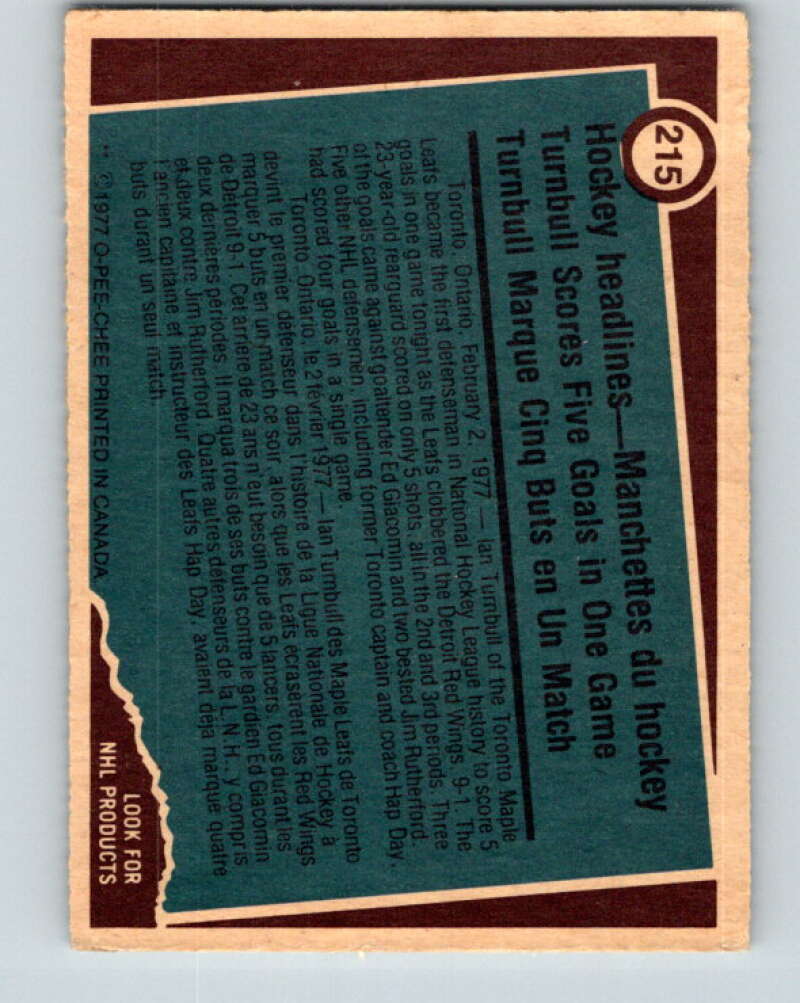 215
Hockey headlines—Manchettes du hockey
Turnbull Scores Five Goals in One Game
Turnbull Marque Cinq Buts en Un Match
Toronto, Ontario, February 2, 1977 — Ian Turnbull of the Toronto Maple
Leafs became the first defenseman in National Hockey League history to score 5
goals in one game tonight as the Leafs clobbered the Detroit Red Wings, 9-1. The
23-year-old rearguard scored on only 5 shots, all in the 2nd and 3rd periods. Three
of the goals came against goaltender Ed Giacomin and two bested Jim Rutherford.
Five other NHL defensemen, including former Toronto captain and coach Hap Day,
had scored four goals in a single game.
Toronto, Ontario, le 2 février 1977 — Ian Turnbull des Maple Leafs de Toronto
devint le premier défenseur dans l'histoire de la Ligue Nationale de Hockey à
marquer 5 buts en un match ce soir, alors que les Leafs écrasèrent les Red Wings
de Detroit 9-1. Cet arrière de 23 ans n'eut besoin que de 5 lancers, tous durant les
deux dernières périodes. Il marqua trois de ses buts contre le gardien Ed Giacomin
et deux contre Jim Rutherford. Quatre autres défenseurs de la L.N.H., y compris
l'ancien capitaine et instructeur des Leafs Hap Day, avaient déjà marqué quatre
buts durant un seul match.
** © 1977 O-PEE-CHEE PRINTED IN CANADA
LOOK FOR
NHL PRODUCTS